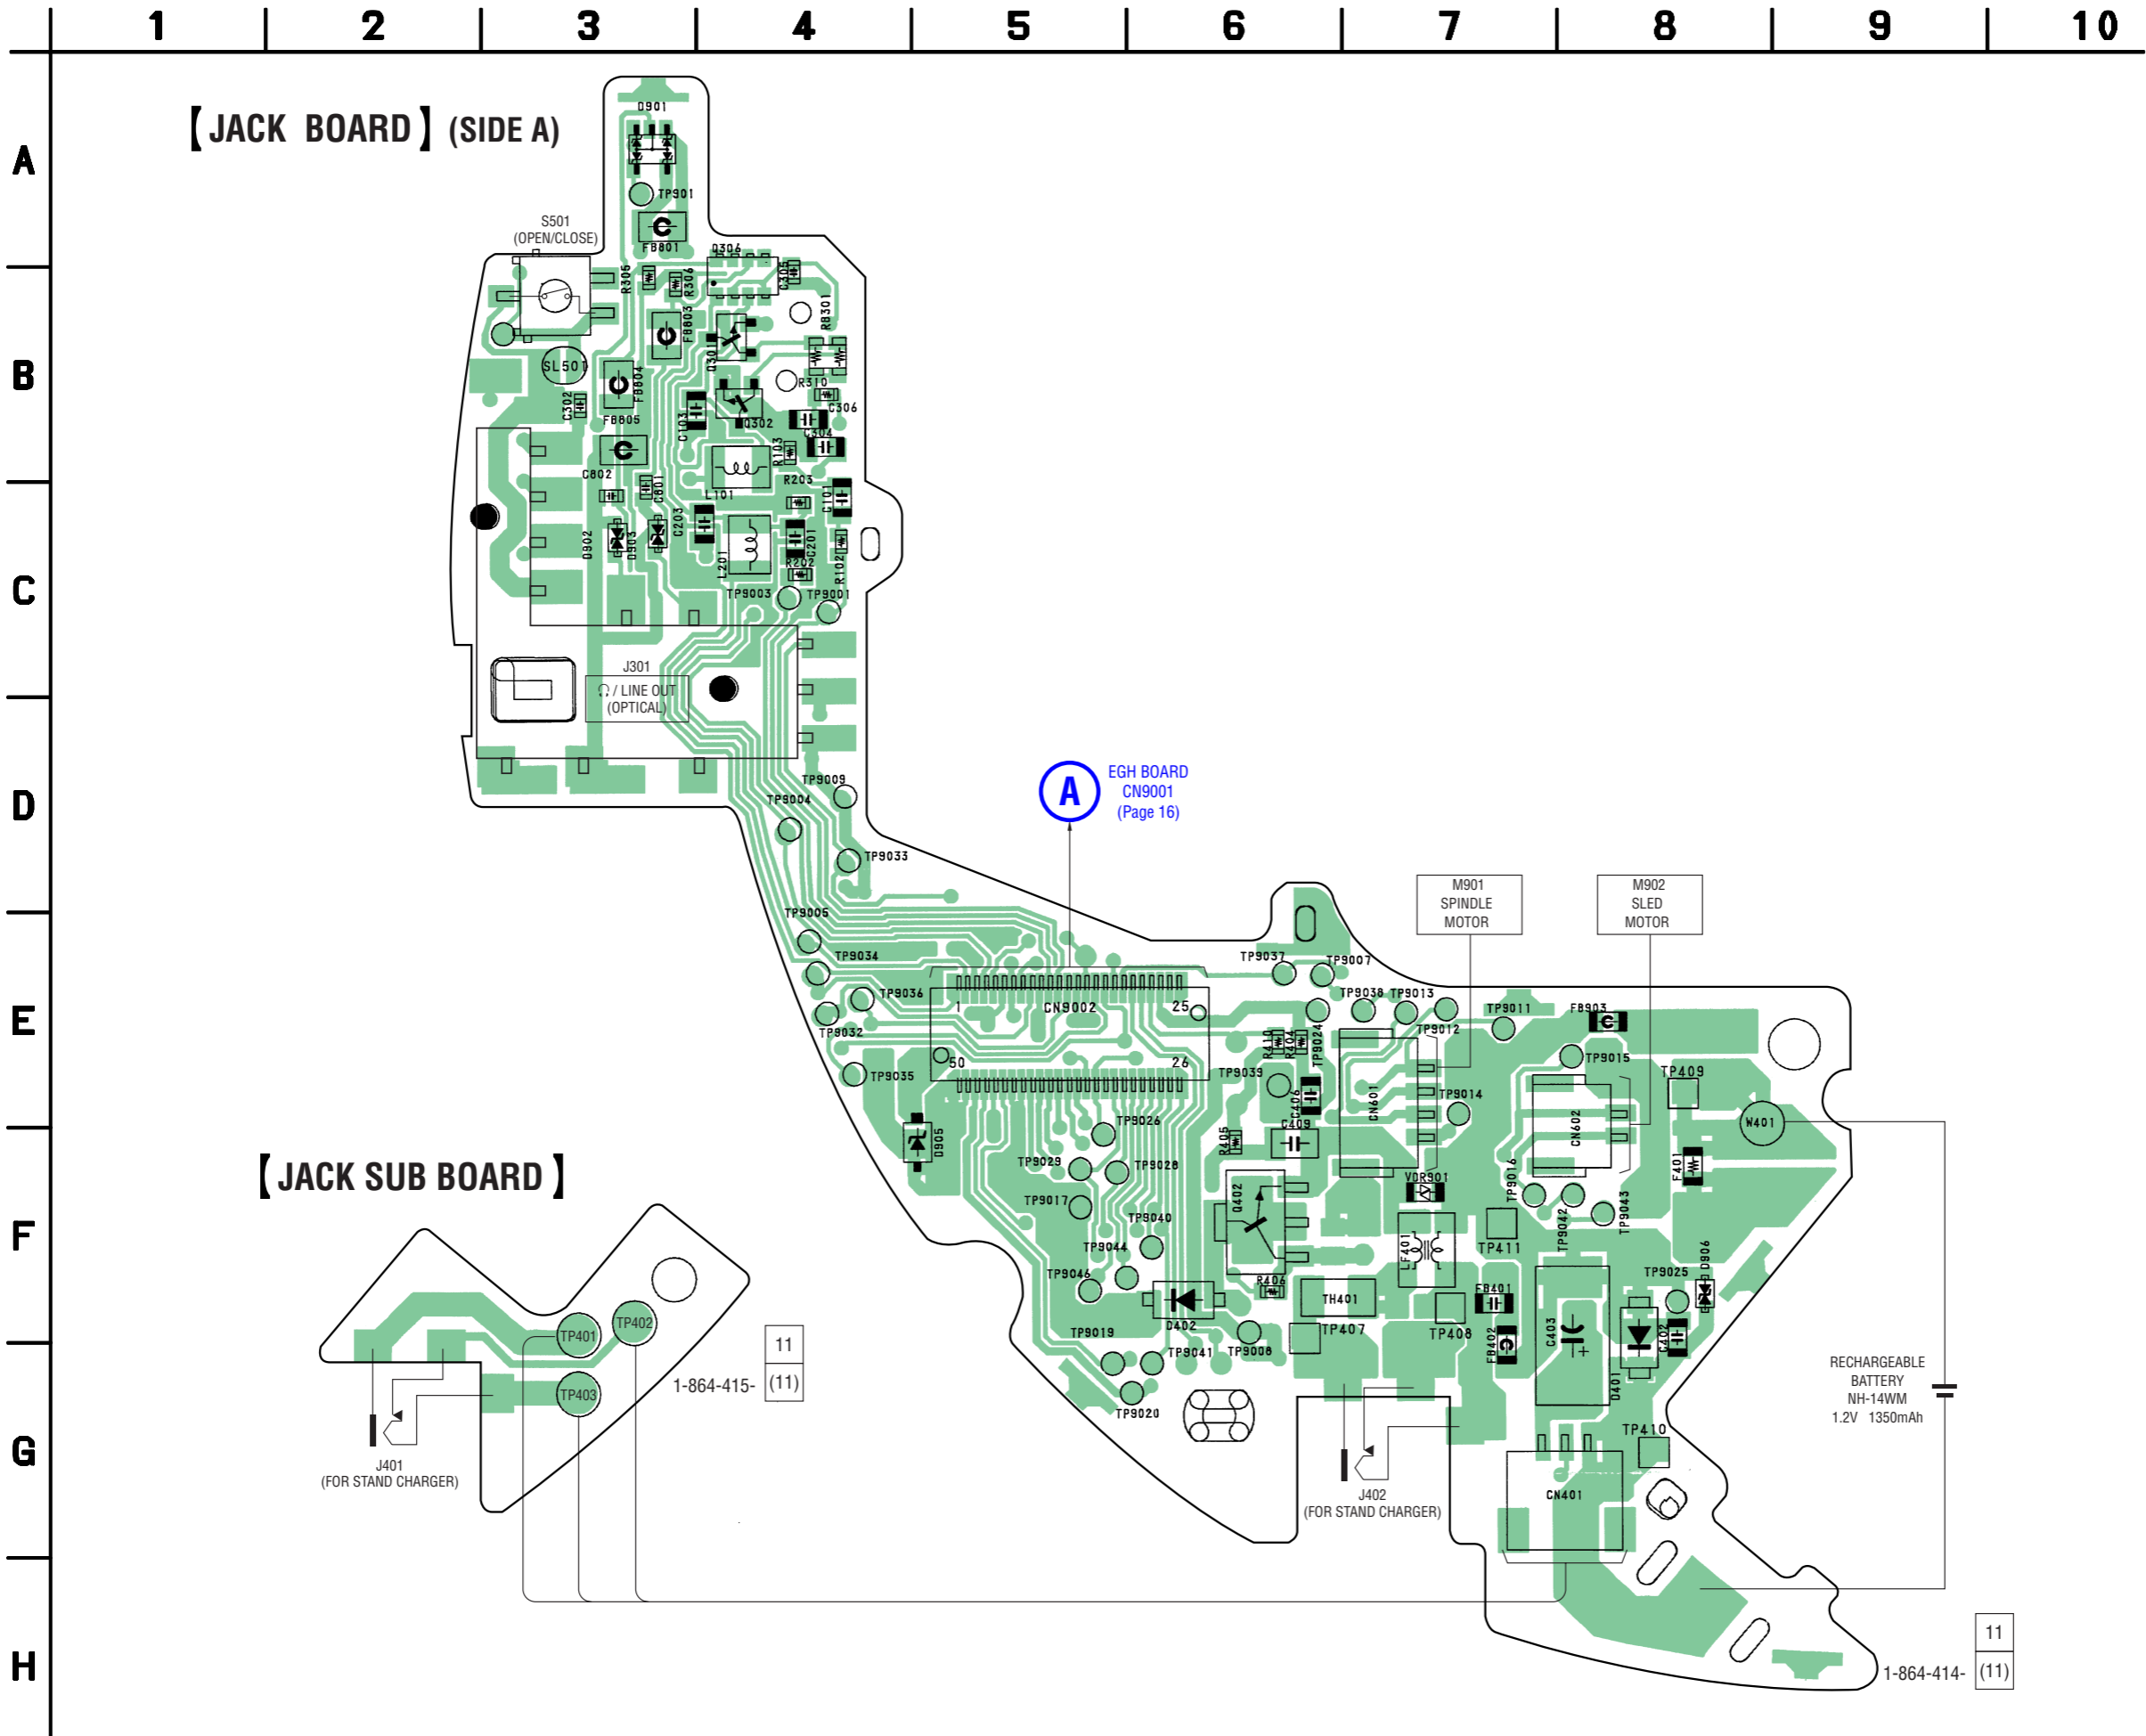 1 2 3 4 5 6 7 8 9 10
A
B
C
D
E
F
G
H
【JACK BOARD】(SIDE A)
D901
TP901
S501
(OPEN/CLOSE)
FB801
Q306
R305
R306
C305
RB301
FB803
Q301
SL501
FB804
R310
C302
C306
FB805
C103
Q302
C304
R103
C802
C801
R203
L101
C101
C203
D902
D903
C201
L201
R202
R102
TP9003
TP9001
J301
/ LINE OUT
(OPTICAL)
TP9009
TP9004
A
EGH BOARD
CN9001
(Page 16)
TP9033
M901
SPINDLE
MOTOR
M902
SLED
MOTOR
TP9005
TP9034
TP9037
TP9007
TP9036
1
CN9002
25
TP9038
TP9013
TP9011
FB903
TP9032
R410
R404
TP9024
TP9012
50
26
TP9015
TP9035
TP9039
TP409
C406
CN601
TP9014
CN602
W401
D905
TP9026
R405
C409
【JACK SUB BOARD】
TP9029
TP9028
VDR901
TP9016
F401
TP9017
Q402
TP9040
LF401
TP411
TP9042
TP9043
TP9044
TP9046
R406
TP9025
D906
TH401
FB401
C403
C402
TP401
TP402
TP9019
D402
TP407
TP408
FB402
11
TP9041
TP9008
RECHARGEABLE
BATTERY
NH-14WM
1.2V 1350mAh
TP403
1-864-415-
(11)
D401
TP9020
TP410
J401
(FOR STAND CHARGER)
J402
(FOR STAND CHARGER)
CN401
11
1-864-414-
(11)